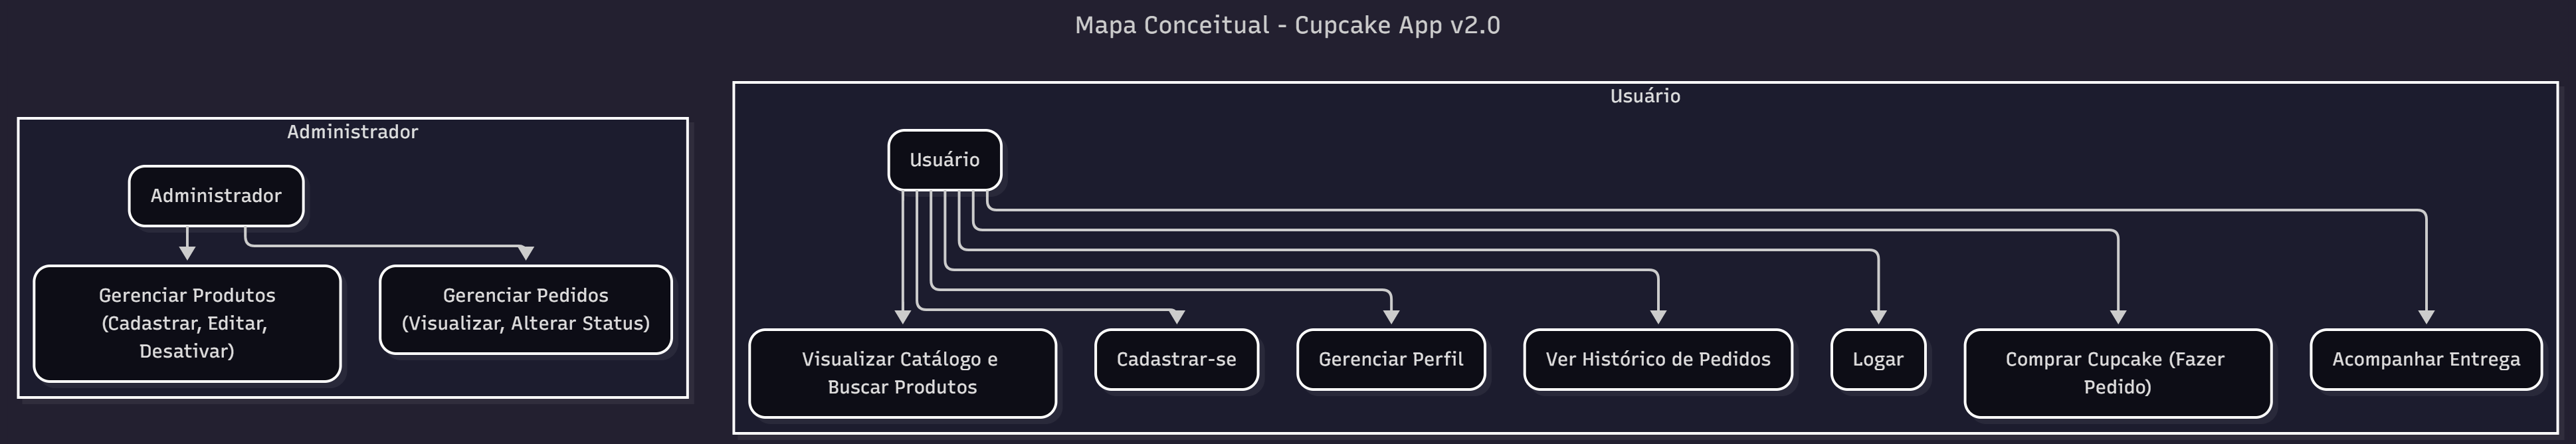 Mapa Conceitual - Cupcake App v2.0
Administrador
Administrador
Gerenciar Produtos
(Cadastrar, Editar,
Desativar)
Gerenciar Pedidos
(Visualizar, Alterar Status)
Usuário
Usuário
Visualizar Catálogo e
Buscar Produtos
Cadastrar-se
Gerenciar Perfil
Ver Histórico de Pedidos
Logar
Comprar Cupcake (Fazer
Pedido)
Acompanhar Entrega